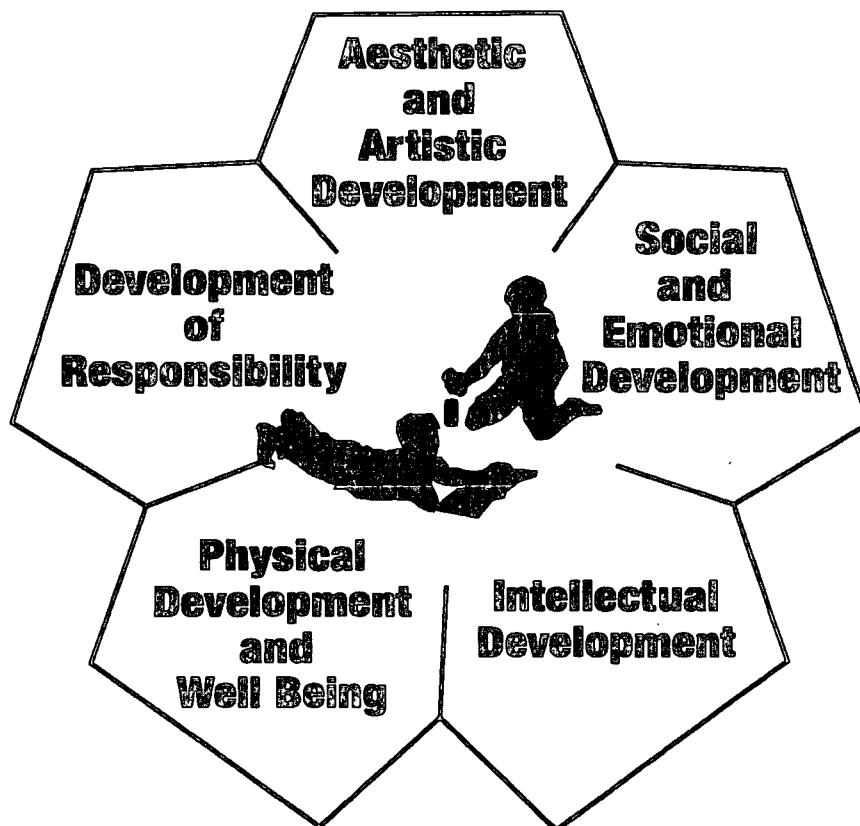 Aesthetic
and
Artistic
Development
Social
and
Emotional
Development
Development
of
Responsibility
Physical
Development
and
Well Being
Intellectual
Development